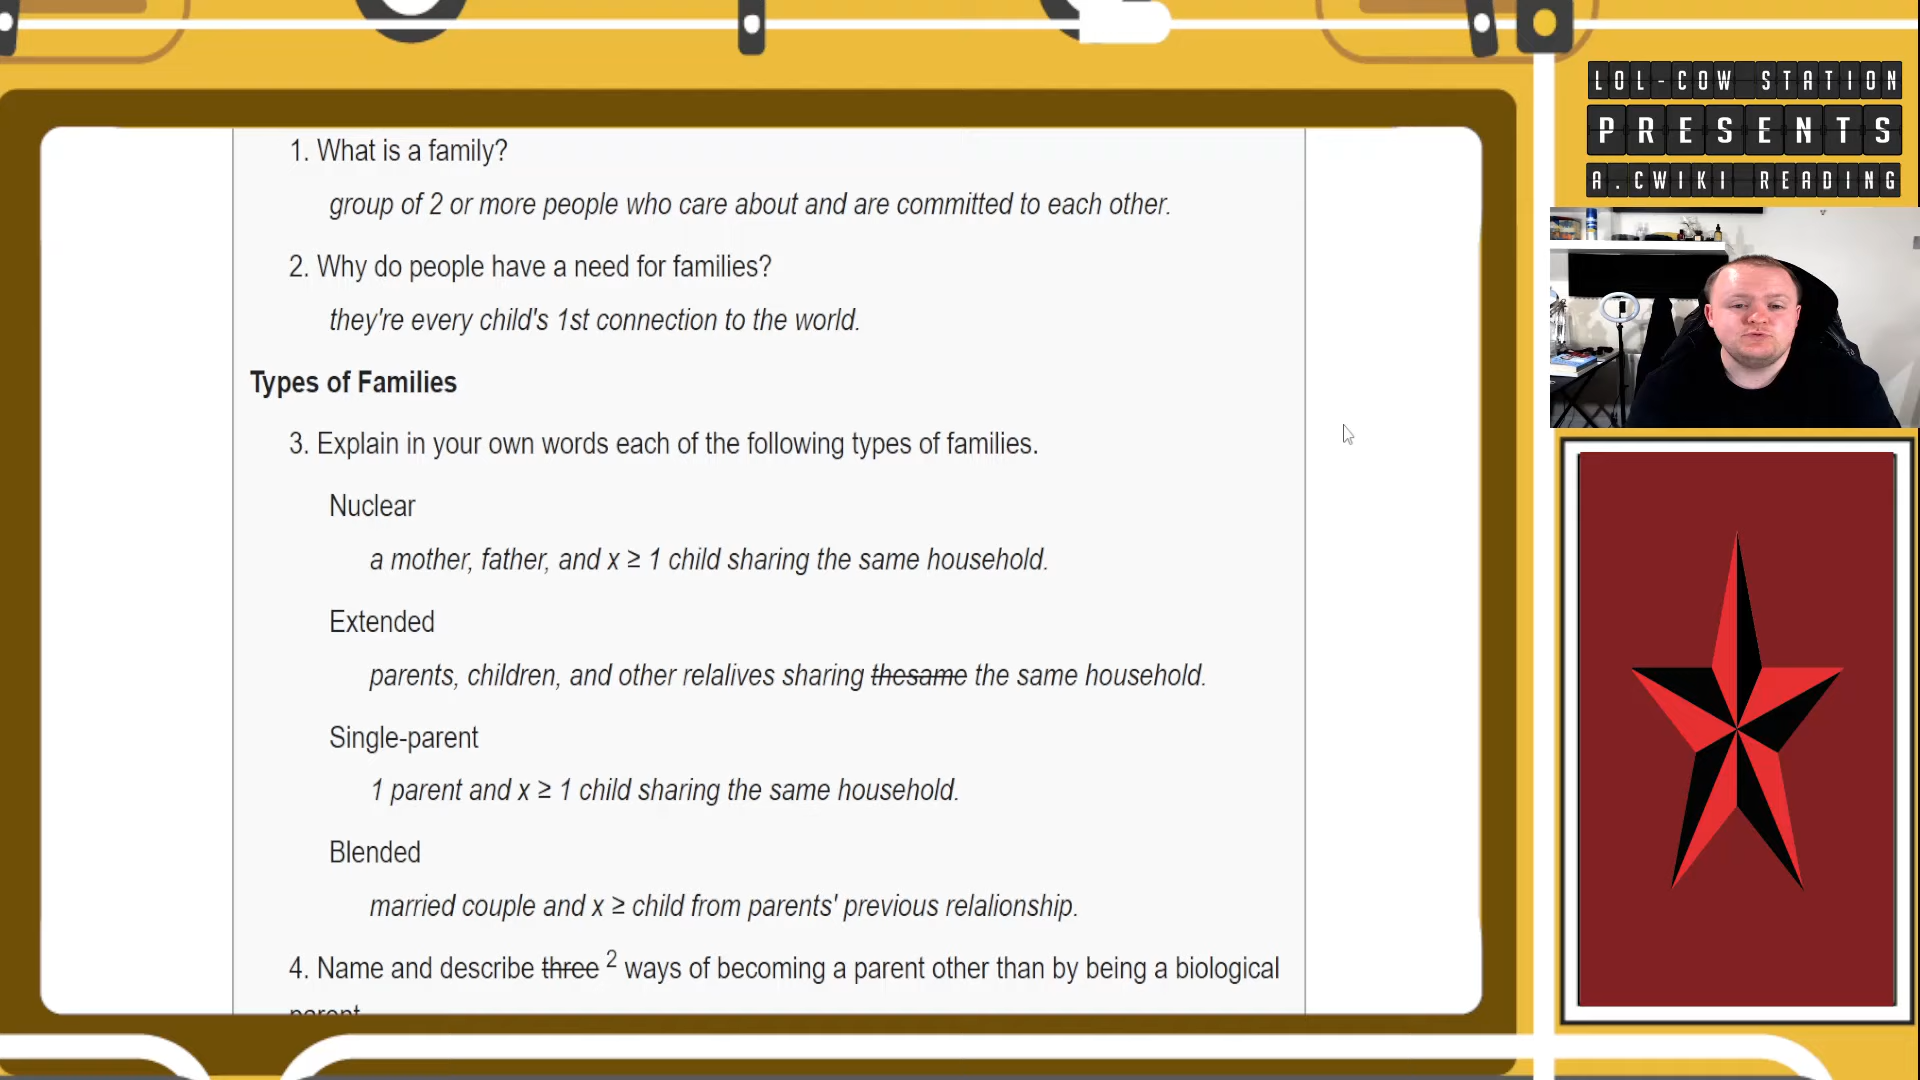 LOL-COW STATION
PRESENTS
A.CWIKI READING
1. What is a family?
group of 2 or more people who care about and are committed to each other.
2. Why do people have a need for families?
they're every child's 1st connection to the world.
Types of Families
3. Explain in your own words each of the following types of families.
Nuclear
a mother, father, and x ≥ 1 child sharing the same household.
Extended
parents, children, and other relalives sharing thesame the same household.
Single-parent
1 parent and x ≥ 1 child sharing the same household.
Blended
married couple and x ≥ child from parents' previous relalionship.
4. Name and describe three 2 ways of becoming a parent other than by being a biological
parent